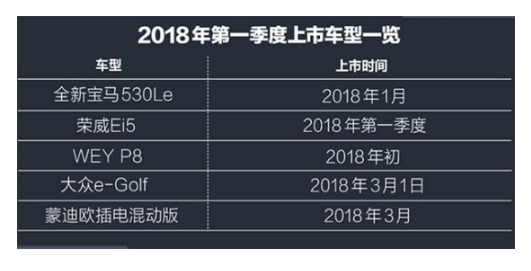 2018年第一季度上市车型一览
车型 上市时间
全新宝马530Le 2018年1月
荣威Ei5 2018年第一季度
WEY P8 2018年初
大众e-Golf 2018年3月1日
蒙迪欧插电混动版 2018年3月